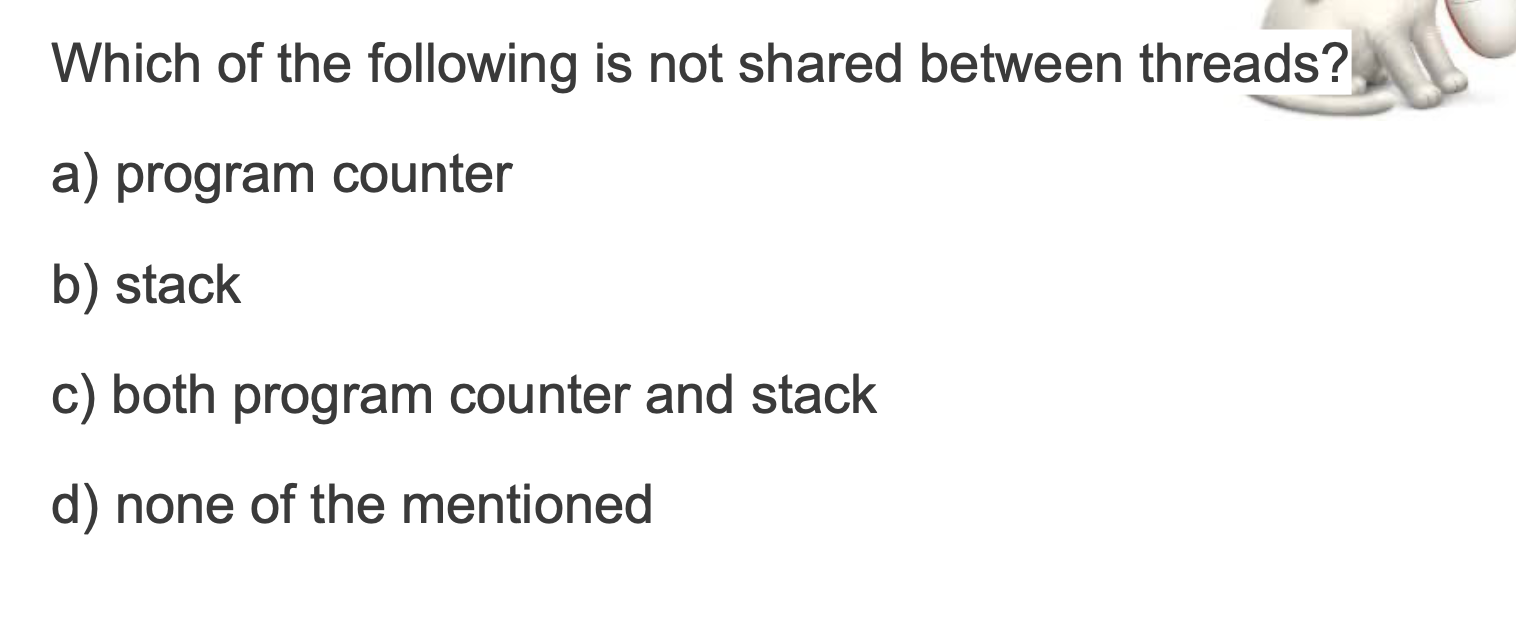 Which of the following is not shared between threads?
a) program counter
b) stack
c) both program counter and stack
d) none of the mentioned